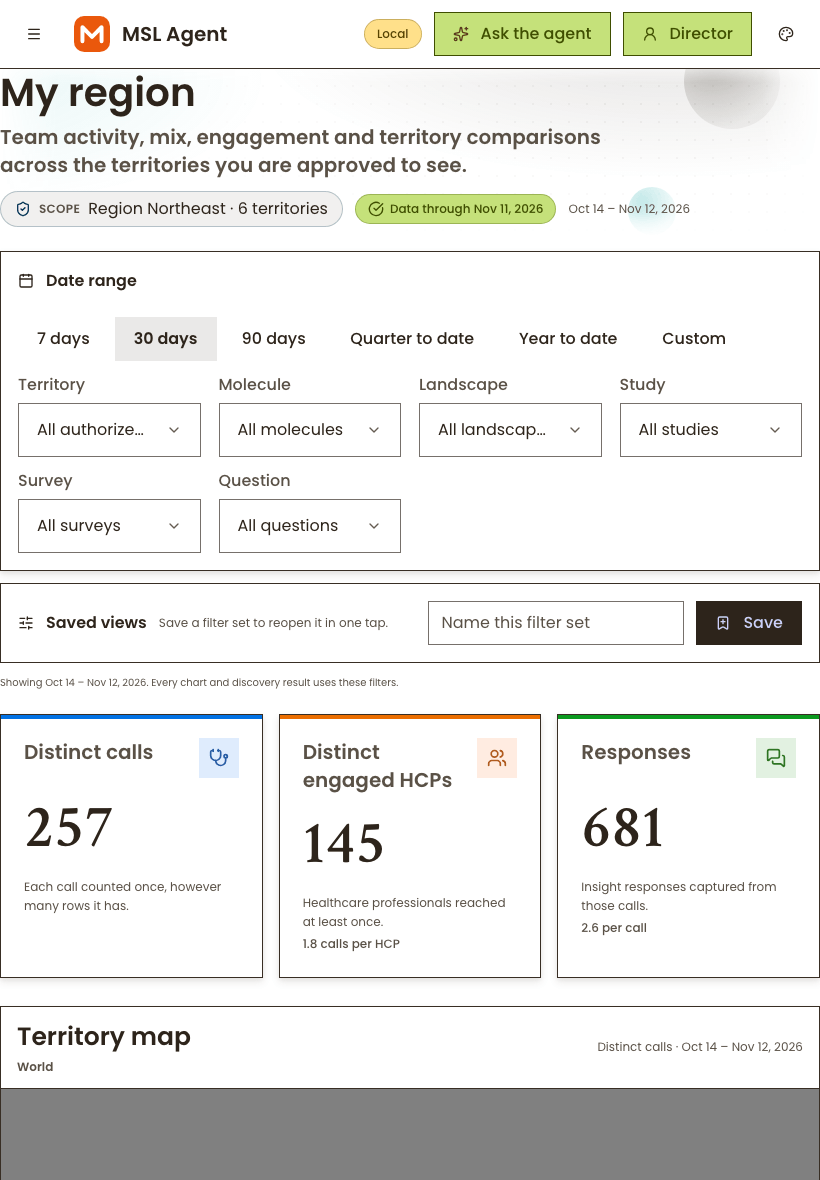 MSL Agent
Local
Ask the agent
Director
My region
Team activity, mix, engagement and territory comparisons
across the territories you are approved to see.
SCOPE Region Northeast · 6 territories
Data through Nov 11, 2026
Oct 14 – Nov 12, 2026
Date range
7 days
30 days
90 days
Quarter to date
Year to date
Custom
Territory
Molecule
Landscape
Study
All authorize...
All molecules
All landscap...
All studies
Survey
Question
All surveys
All questions
Saved views
Save a filter set to reopen it in one tap.
Name this filter set
Save
Showing Oct 14 – Nov 12, 2026. Every chart and discovery result uses these filters.
Distinct calls
257
Each call counted once, however
many rows it has.
Distinct
engaged HCPs
145
Healthcare professionals reached
at least once.
1.8 calls per HCP
Responses
681
Insight responses captured from
those calls.
2.6 per call
Territory map
World
Distinct calls · Oct 14 – Nov 12, 2026